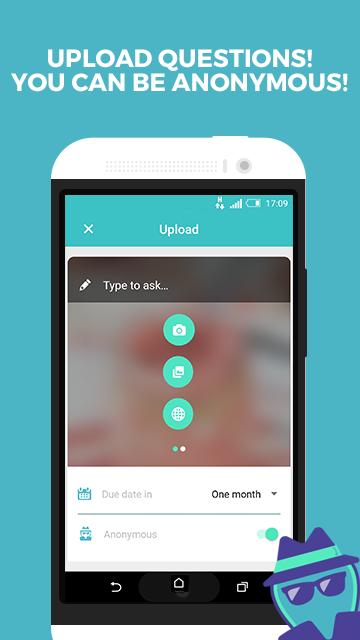 UPLOAD QUESTIONS!
YOU CAN BE ANONYMOUS!
H 17:09
Upload
Type to ask...
Due date in One month
Anonymous